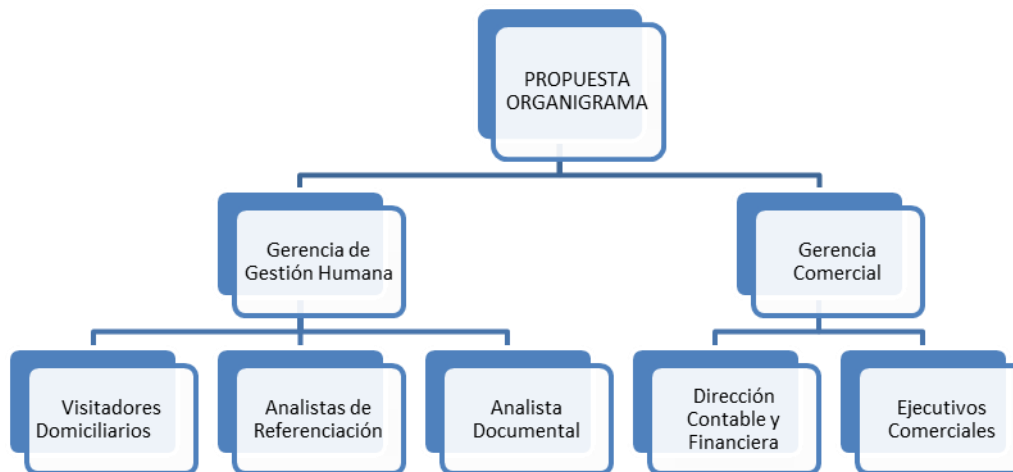 PROPUESTA
ORGANIGRAMA
Gerencia de
Gestión Humana
Gerencia
Comercial
Visitadores
Domiciliarios
Analistas de
Referenciación
Analista
Documental
Dirección
Contable y
Financiera
Ejecutivos
Comerciales